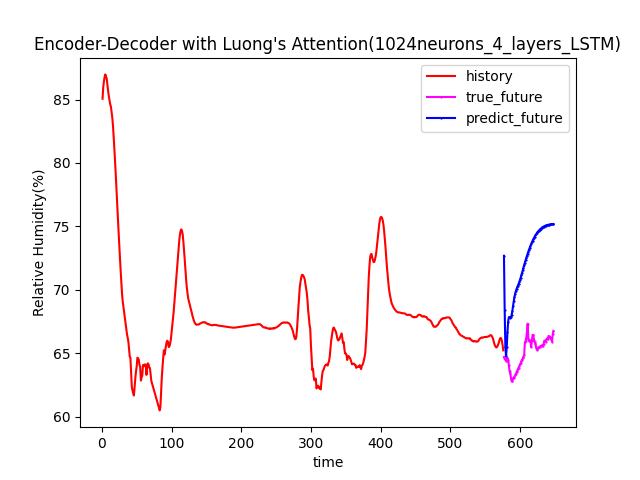 Encoder-Decoder with Luong's Attention(1024neurons_4_layers_LSTM)
history
true_future
predict_future
Relative Humidity(%)
85
80
75
70
65
60
0 100 200 300 400 500 600
time